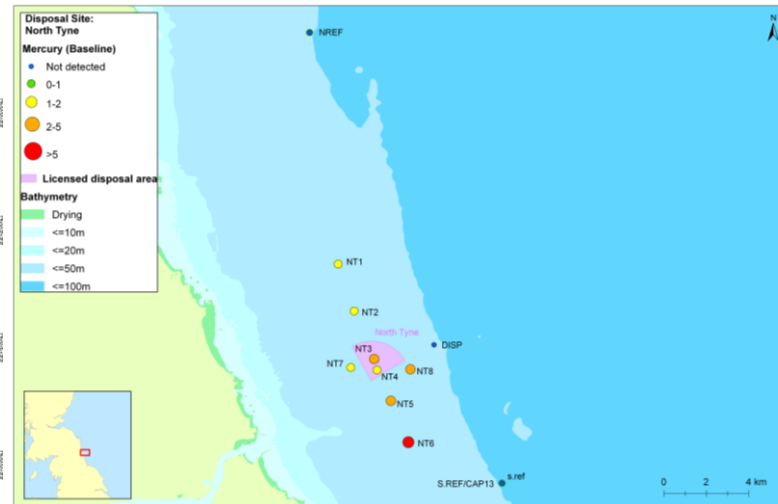 Disposal Site:
North Tyne
Mercury (Baseline)
Not detected
0-1
1-2
2-5
>5
Licensed disposal area
Bathymetry
Drying
<=10m
<=20m
<=50m
<=100m
NREF
N
NT1
NT2
North Tyne
DISP
NT3
NT7
NT4
NT8
NT5
NT6
s.ref
S.REF/CAP13
0 2 4 km